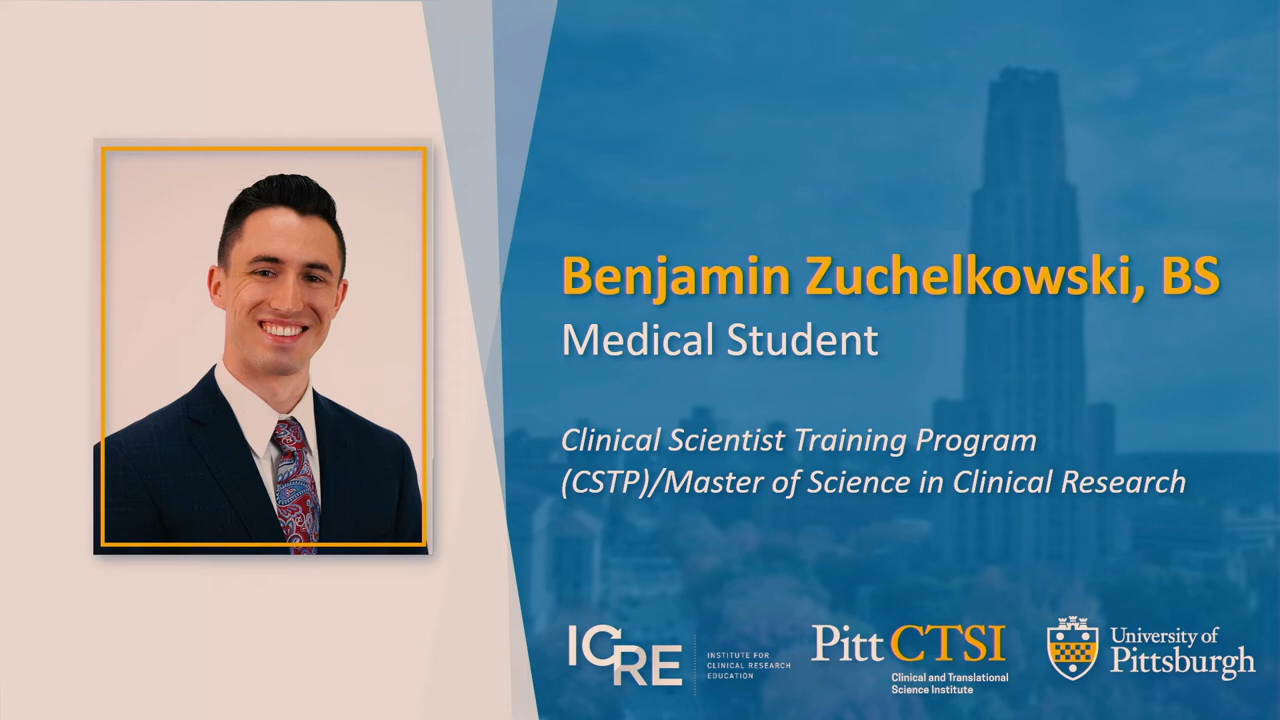 Benjamin Zuchelkowski, BS
Medical Student
Clinical Scientist Training Program
(CSTP)/Master of Science in Clinical Research
ICRE
INSTITUTE FOR
CLINICAL RESEARCH
EDUCATION
Pitt CTSI
Clinical and Translational
Science Institute
University of
Pittsburgh